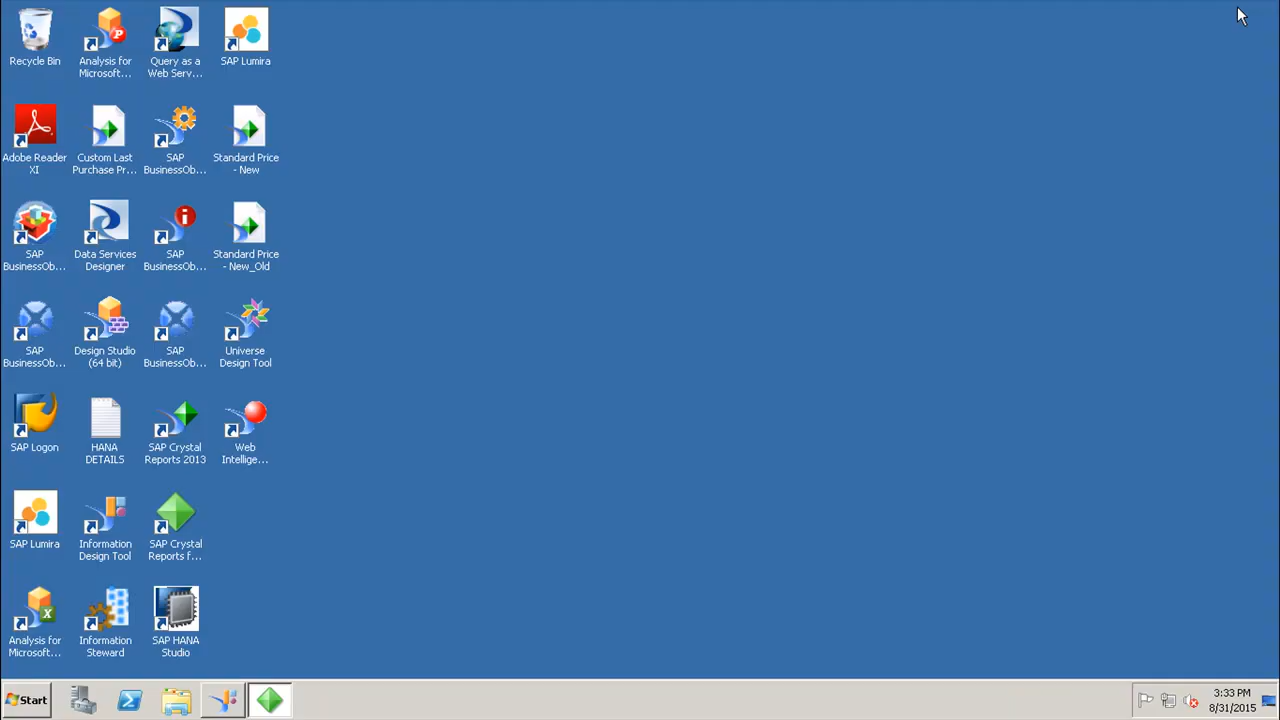 Recycle Bin
Analysis for
Microsoft...
Query as a
Web Serv...
SAP Lumira
Adobe Reader
XI
Custom Last
Purchase Pr...
SAP
BusinessOb...
Standard Price
- New
SAP
BusinessOb...
Data Services
Designer
SAP
BusinessOb...
Standard Price
- New_Old
SAP
BusinessOb...
Design Studio
(64 bit)
SAP
BusinessOb...
Universe
Design Tool
SAP Logon
HANA
DETAILS
SAP Crystal
Reports 2013
Web
Intellige...
SAP Lumira
Information
Design Tool
SAP Crystal
Reports f...
Analysis for
Microsoft...
Information
Steward
SAP HANA
Studio
Start
3:33 PM
8/31/2015